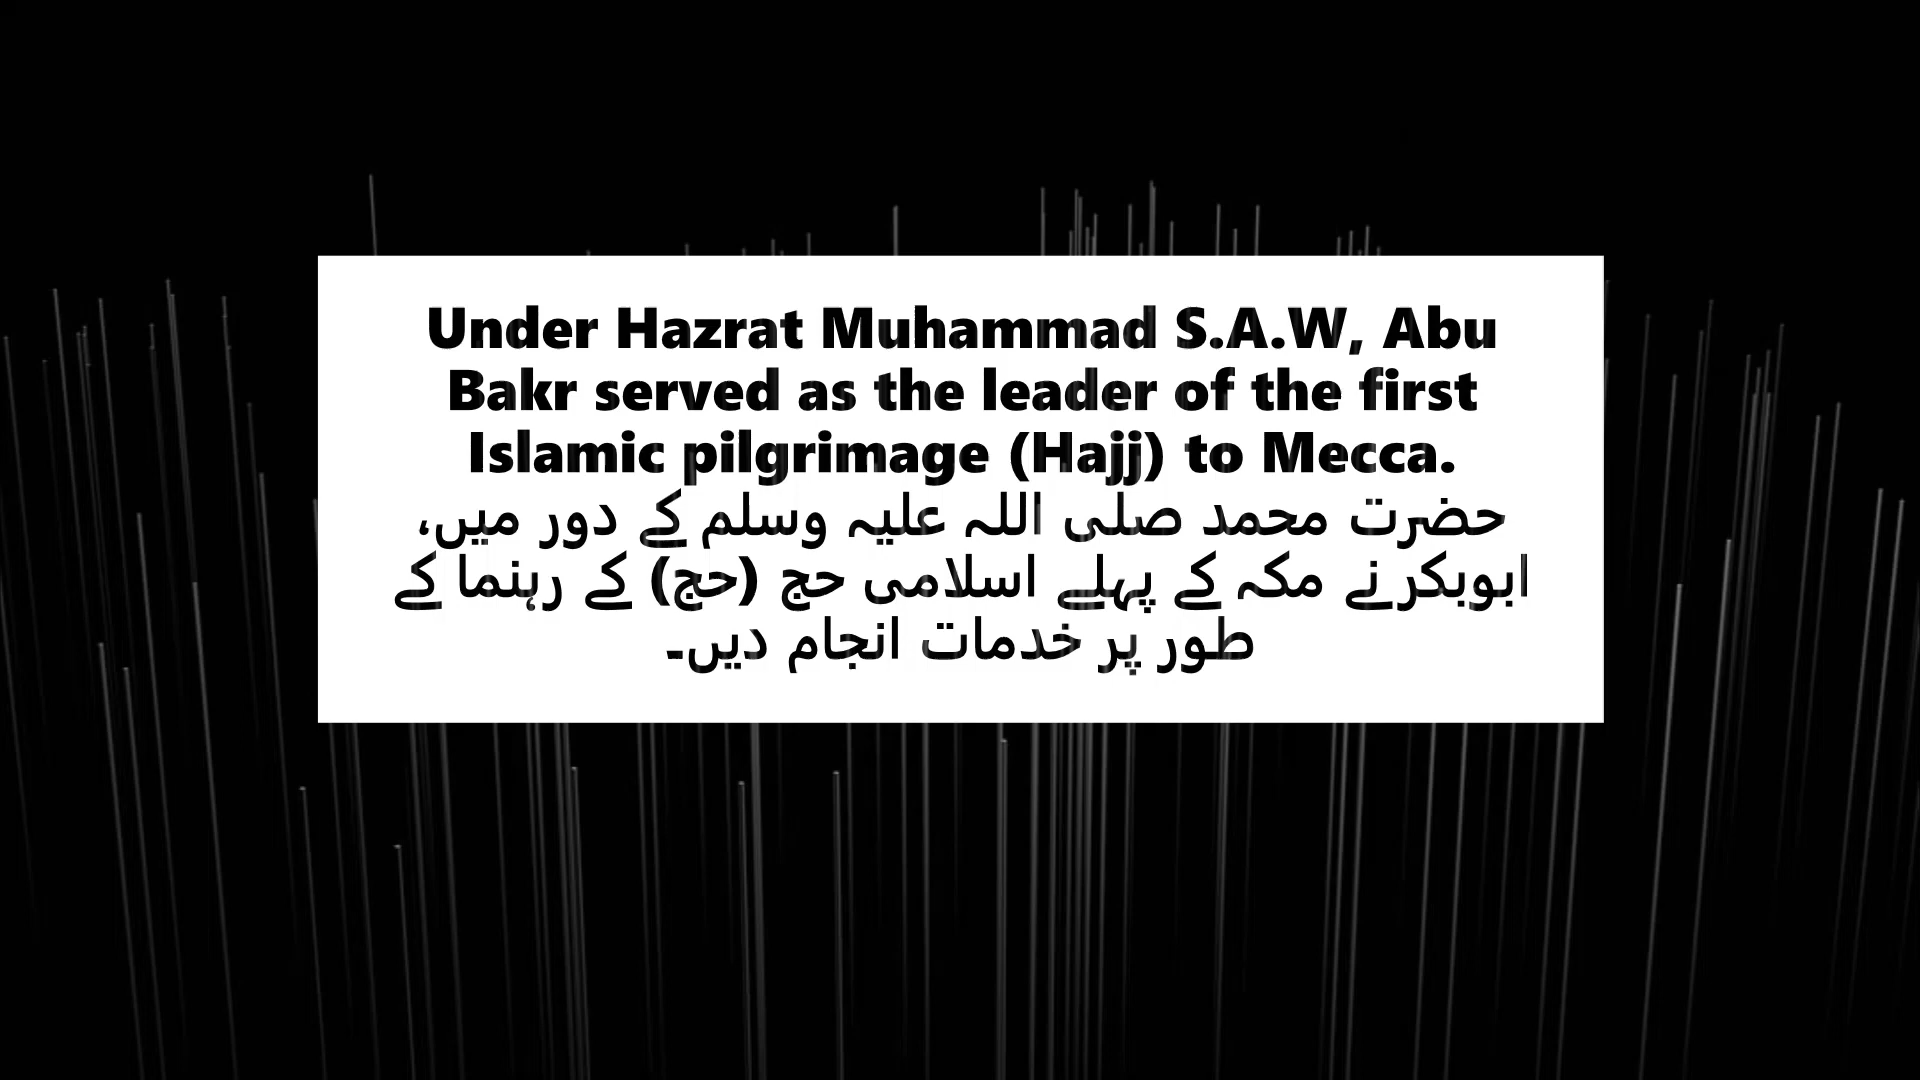 Under Hazrat Muhammad S.A.W, Abu
Bakr served as the leader of the first
Islamic pilgrimage (Hajj) to Mecca.
حضرت محمد صلی اللہ علیہ وسلم کے دور میں،
ابوبکر نے مکہ کے پہلے اسلامی حج (حج) کے رہنما کے
طور پر خدمات انجام دیں۔